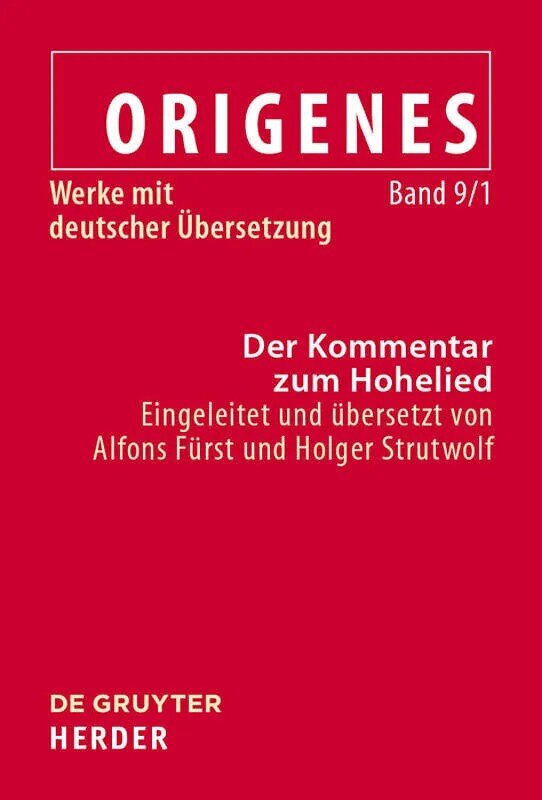 ORIGENES
Werke mit Band 9/1
deutscher Übersetzung
Der Kommentar
zum Hohelied
Eingeleitet und übersetzt von
Alfons Fürst und Holger Strutwolf
DE GRUYTER
HERDER